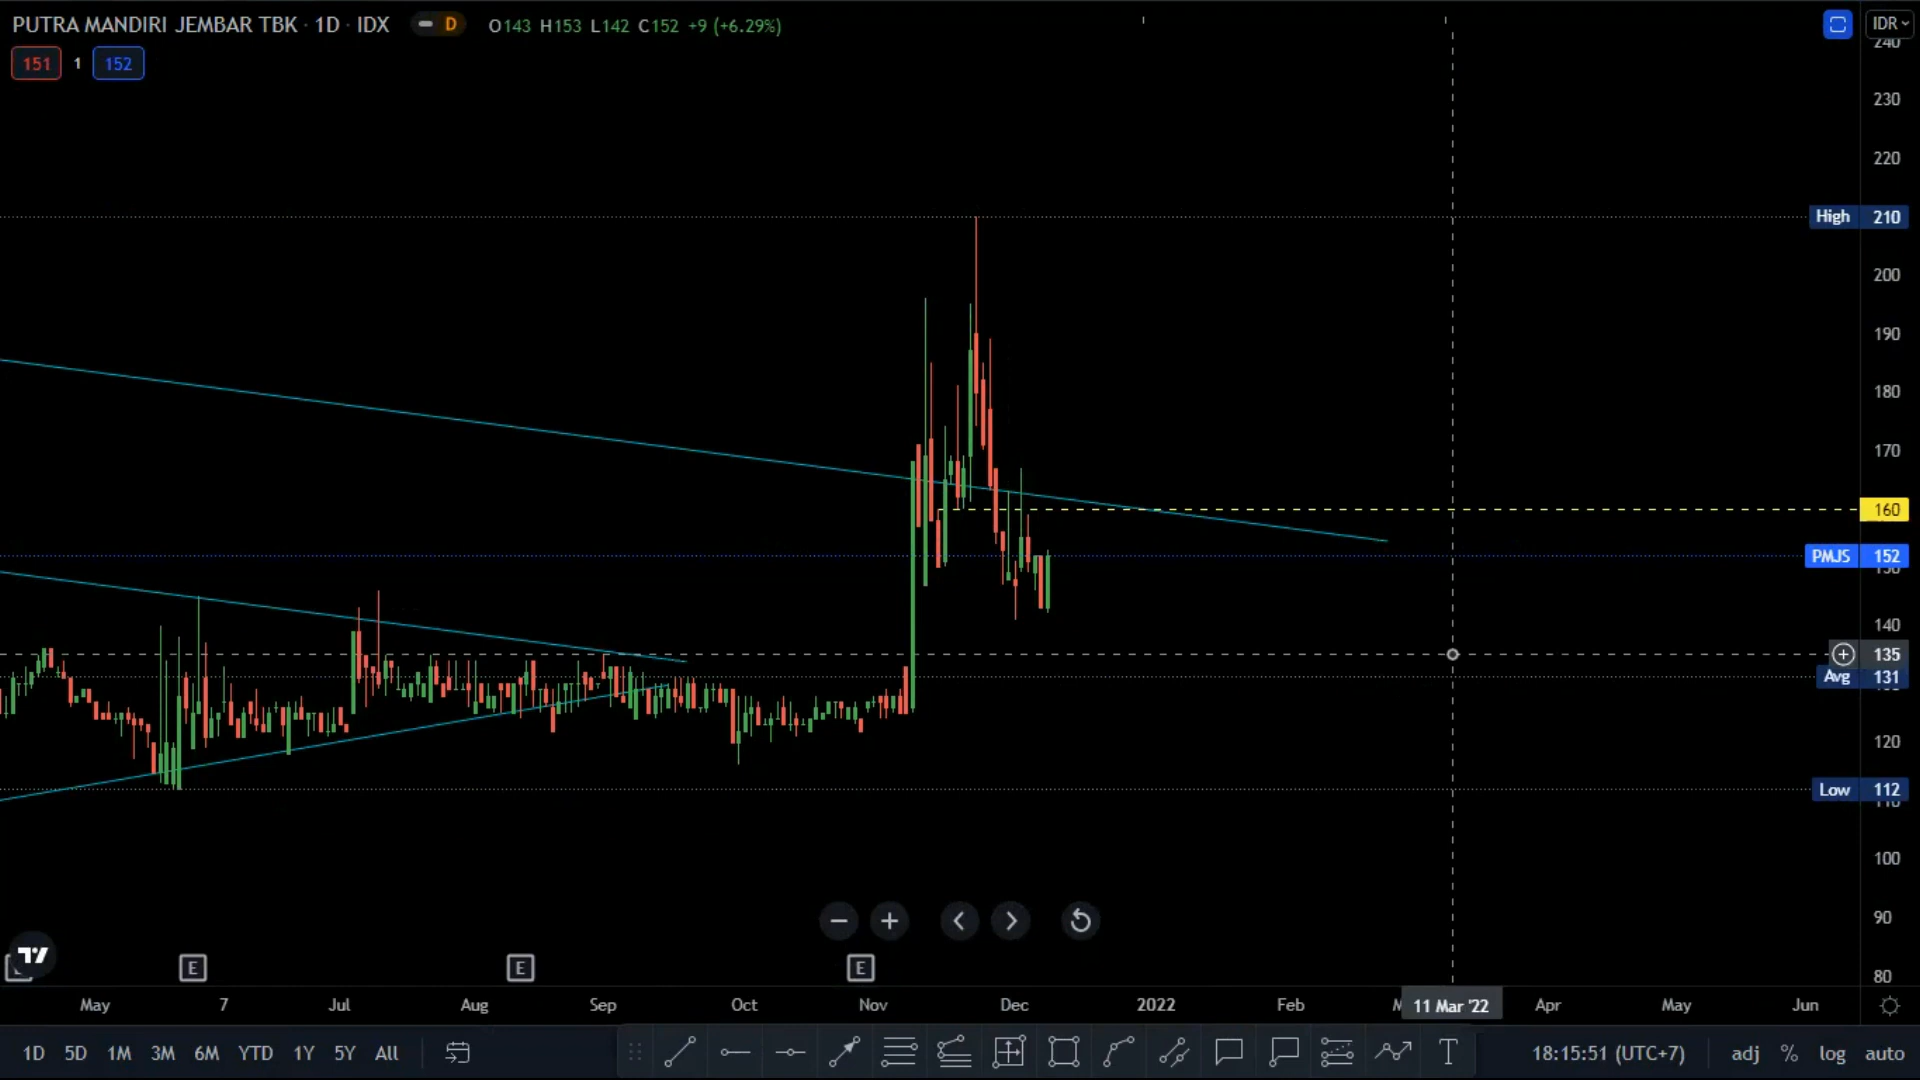 PUTRA MANDIRI JEMBAR TBK · 1D · IDX D O143 H153 L142 C152 +9 (+6.29%) IDR
151 1 152
240
230
220
High 210
200
190
180
170
160
PMJS 152
150
140
135
Avg 131
120
Low 112
110
100
90
80
E E E E
May 7 Jul Aug Sep Oct Nov Dec 2022 Feb M 11 Mar '22 Apr May Jun
1D 5D 1M 3M 6M YTD 1Y 5Y All T 18:15:51 (UTC+7) adj % log auto